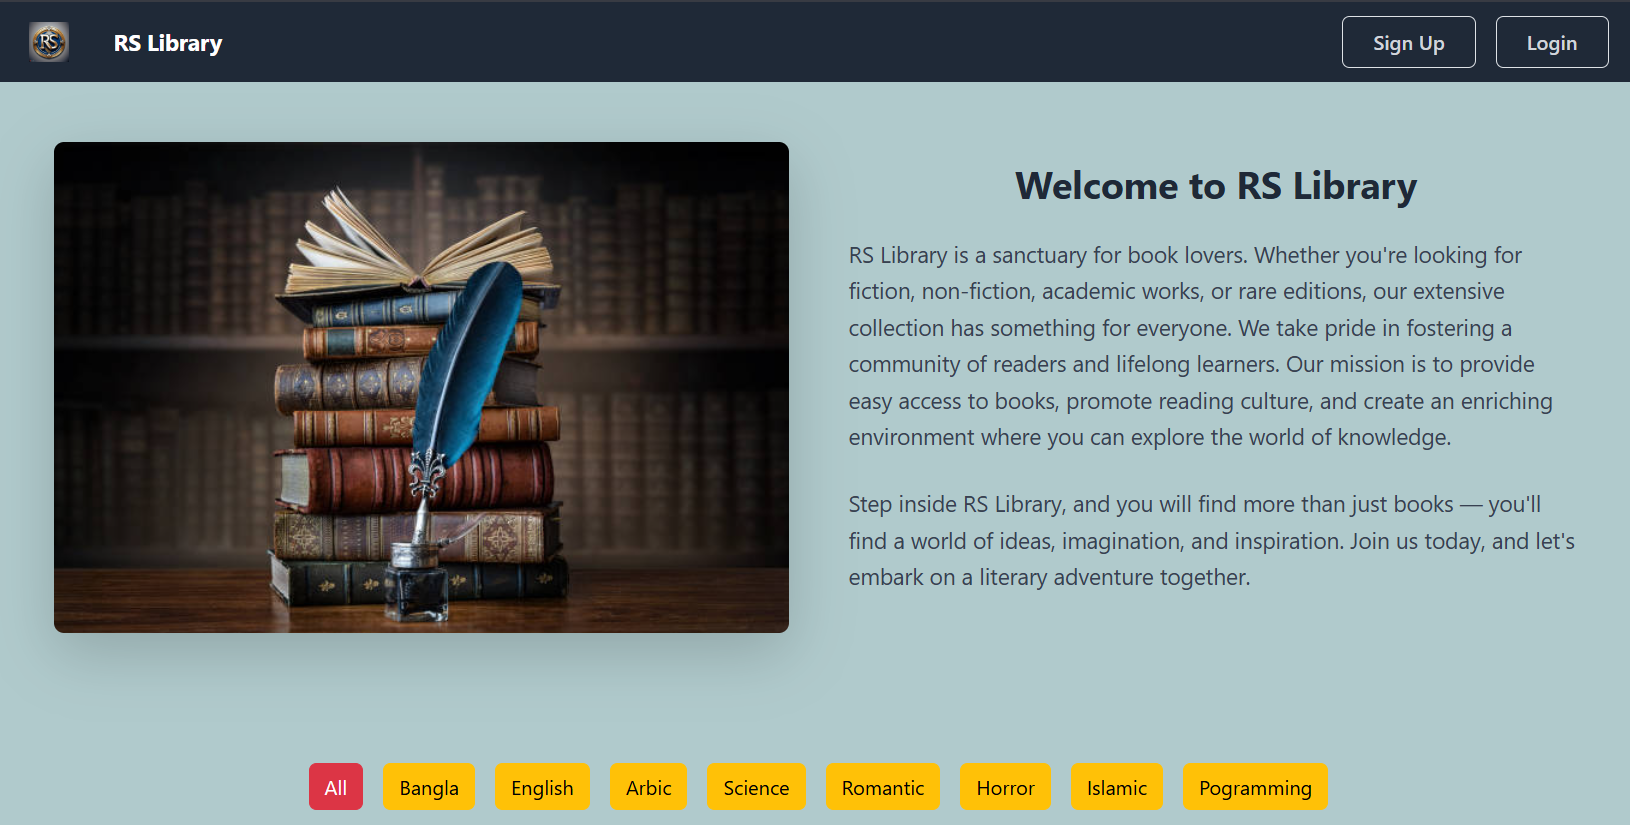 RS
RS Library
Sign Up
Login
Welcome to RS Library
RS Library is a sanctuary for book lovers. Whether you're looking for
fiction, non-fiction, academic works, or rare editions, our extensive
collection has something for everyone. We take pride in fostering a
community of readers and lifelong learners. Our mission is to provide
easy access to books, promote reading culture, and create an enriching
environment where you can explore the world of knowledge.
Step inside RS Library, and you will find more than just books — you'll
find a world of ideas, imagination, and inspiration. Join us today, and let's
embark on a literary adventure together.
All
Bangla
English
Arbic
Science
Romantic
Horror
Islamic
Pogramming